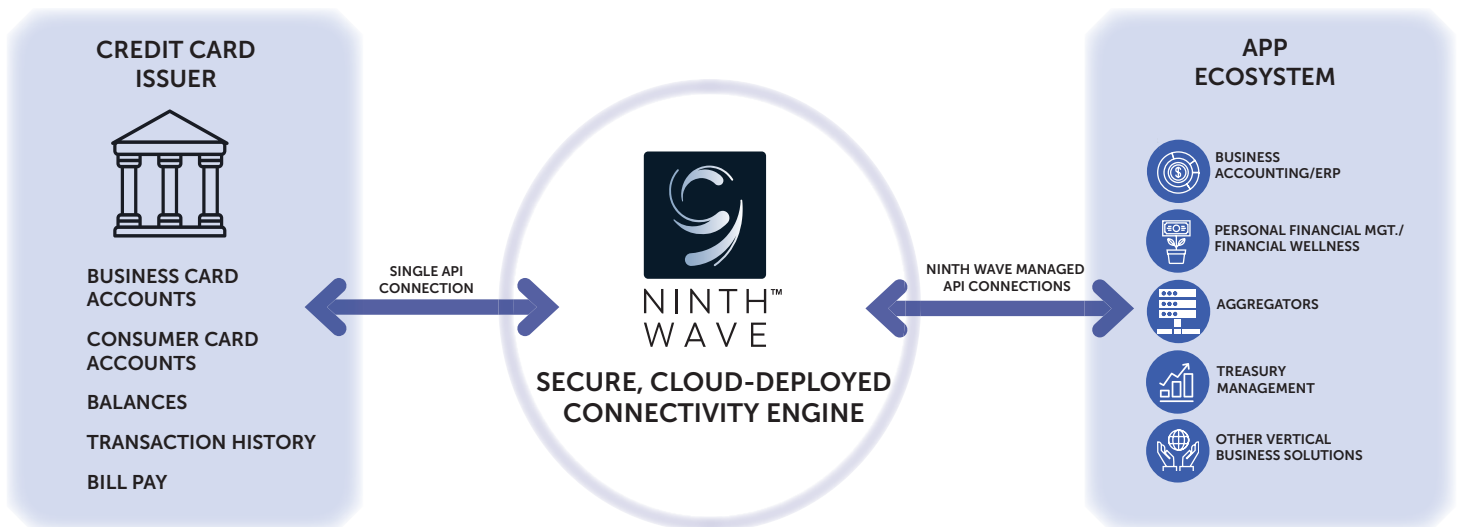 CREDIT CARD
ISSUER
BUSINESS CARD
ACCOUNTS
CONSUMER CARD
ACCOUNTS
BALANCES
TRANSACTION HISTORY
BILL PAY
SINGLE API
CONNECTION
NINTH™
WAVE
SECURE, CLOUD-DEPLOYED
CONNECTIVITY ENGINE
NINTH WAVE MANAGED
API CONNECTIONS
APP
ECOSYSTEM
BUSINESS
ACCOUNTING/ERP
PERSONAL FINANCIAL MGT./
FINANCIAL WELLNESS
AGGREGATORS
TREASURY
MANAGEMENT
OTHER VERTICAL
BUSINESS SOLUTIONS